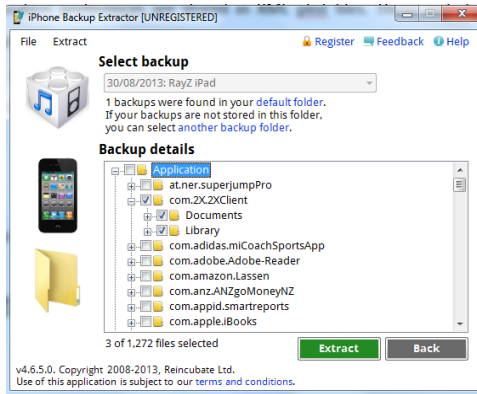 iPhone Backup Extractor [UNREGISTERED]
File Extract Register Feedback Help
Select backup
30/08/2013: RayZ iPad
1 backups were found in your default folder.
If your backups are not stored in this folder,
you can select another backup folder.
Backup details
Application
at.ner.superjumpPro
com.2X.2XClient
Documents
Library
com.adidas.miCoachSportsApp
com.adobe.Adobe-Reader
com.amazon.Lassen
com.anz.ANZgoMoneyNZ
com.appid.smartreports
com.apple.iBooks
3 of 1,272 files selected
Extract Back
v4.6.5.0. Copyright 2008-2013, Reincubate Ltd.
Use of this application is subject to our terms and conditions.